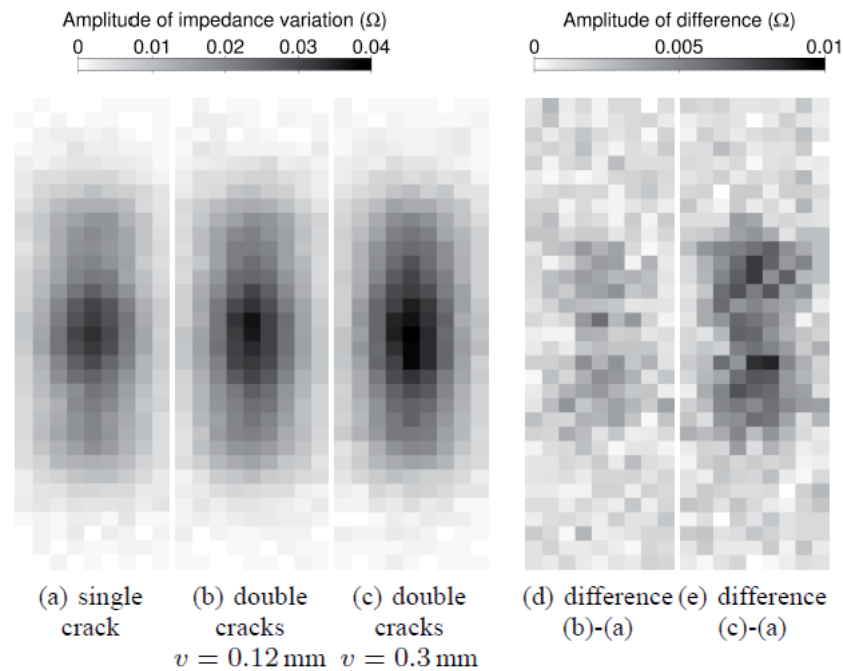 Amplitude of impedance variation (Ω)
0 0.01 0.02 0.03 0.04
Amplitude of difference (Ω)
0 0.005 0.01
(a) single
crack
(b) double
cracks
v = 0.12 mm
(c) double
cracks
v = 0.3 mm
(d) difference
(b)-(a)
(e) difference
(c)-(a)